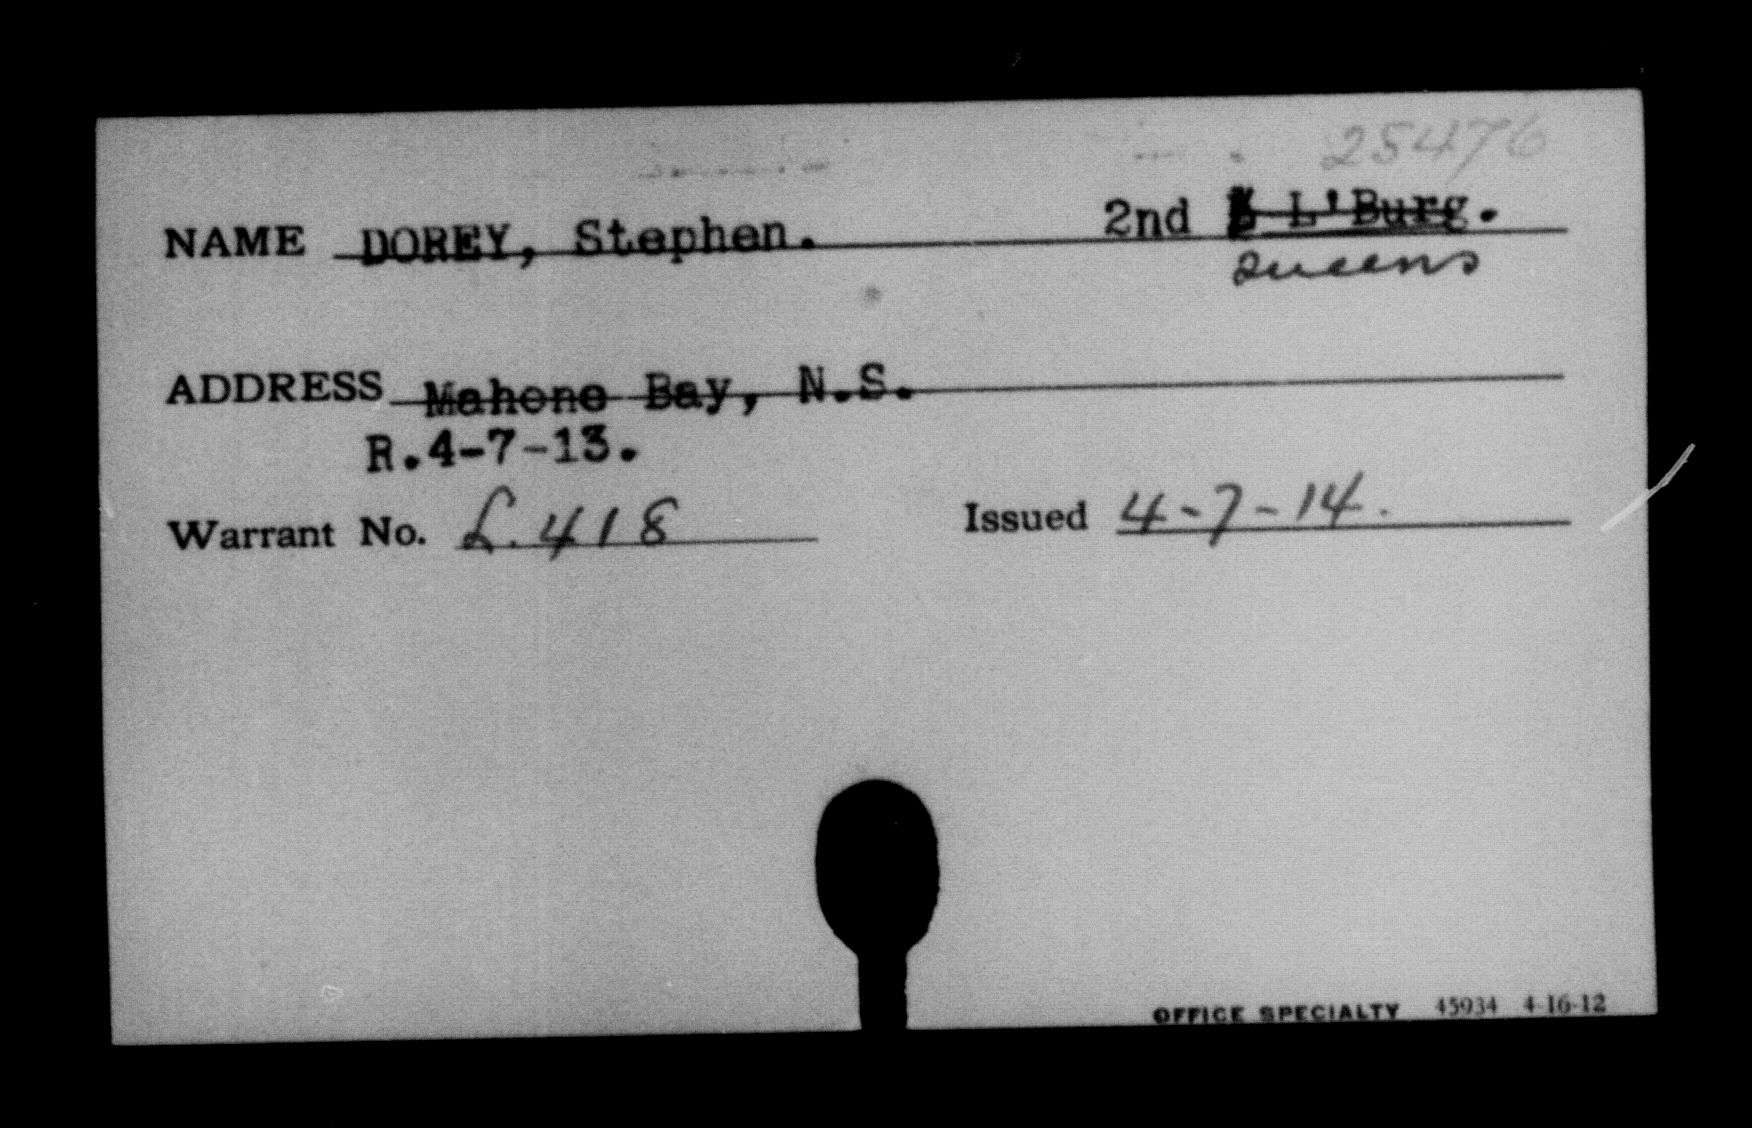 25476
NAME DOREY, Stephen. 2nd L'Burg.
Queens
ADDRESS Mahone Bay, N.S.
R.4-7-13.
Warrant No. L.418 Issued 4-7-14.
OFFICE SPECIALTY 45934 4-16-12